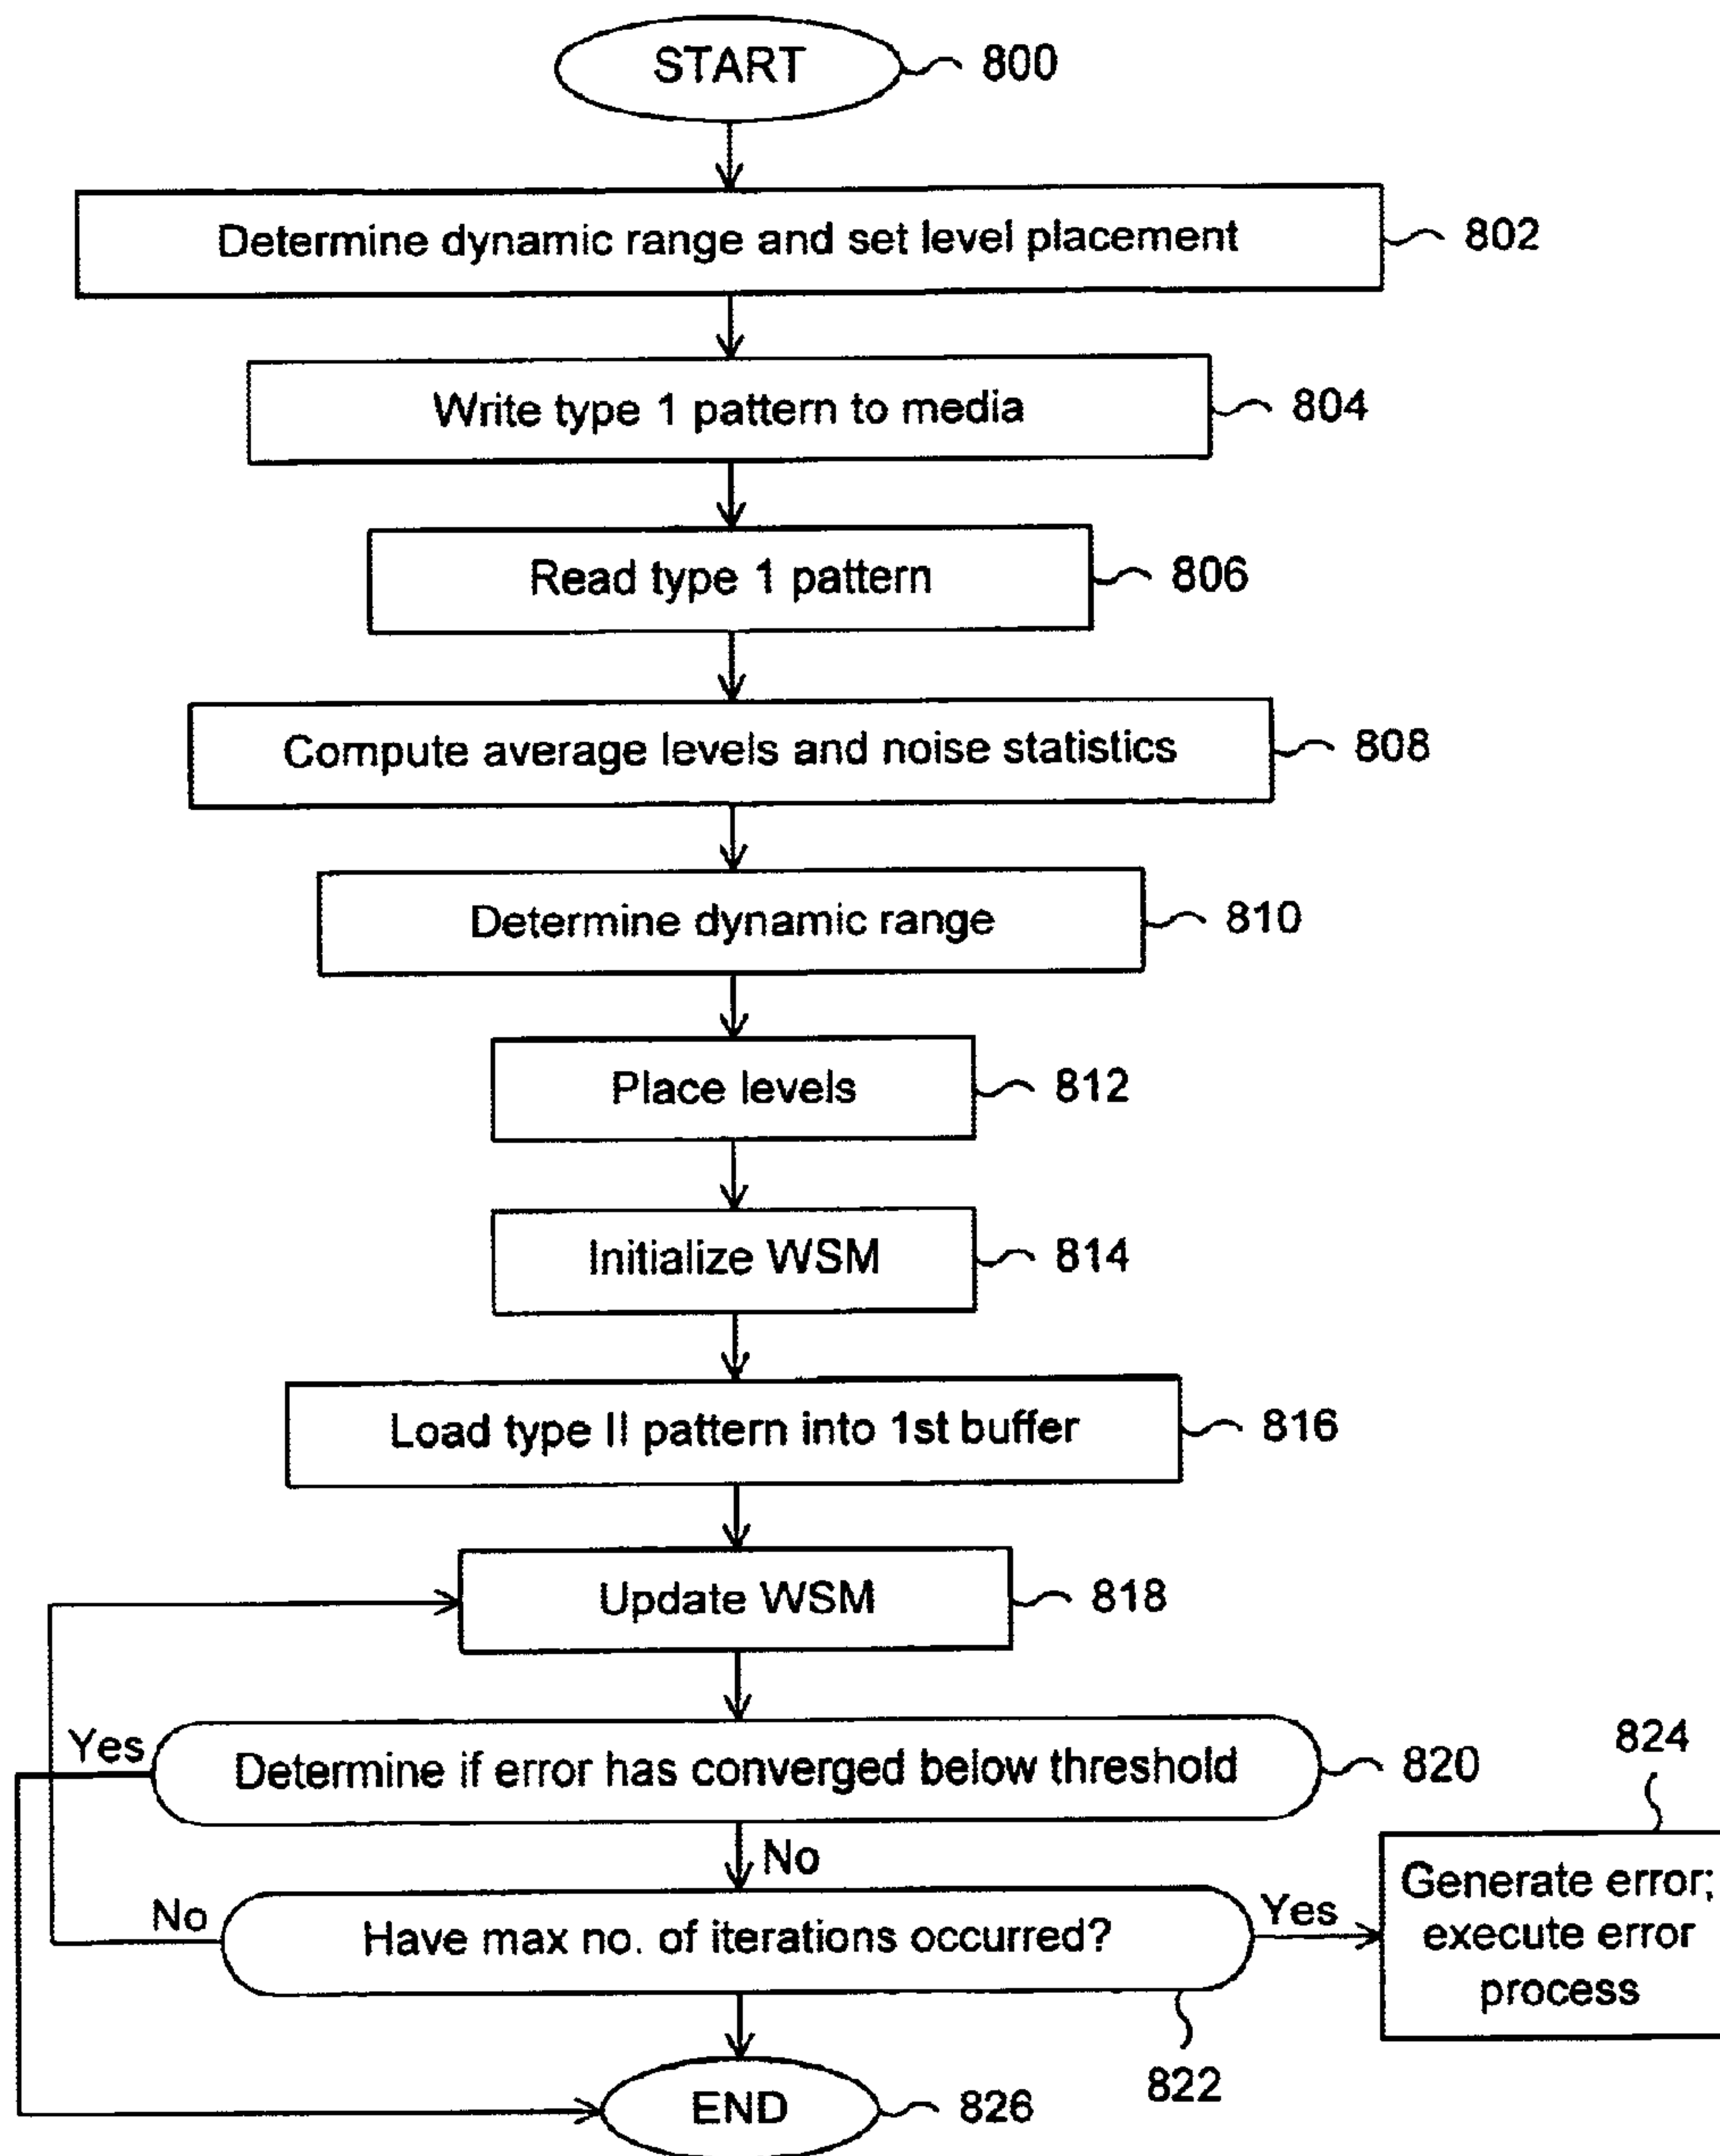 START 800
Determine dynamic range and set level placement 802
Write type 1 pattern to media 804
Read type 1 pattern 806
Compute average levels and noise statistics 808
Determine dynamic range 810
Place levels 812
Initialize WSM 814
Load type II pattern into 1st buffer 816
Update WSM 818
Yes
Determine if error has converged below threshold 820
824
No
Generate error;
execute error
process
No
Have max no. of iterations occurred?
Yes
822
END 826